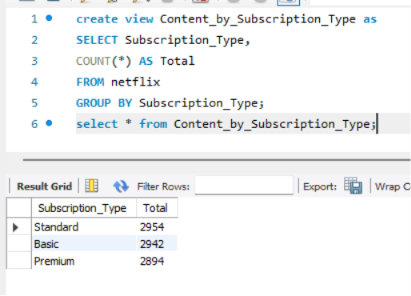 1 create view Content_by_Subscription_Type as
2 SELECT Subscription_Type,
3 COUNT(*) AS Total
4 FROM netflix
5 GROUP BY Subscription_Type;
6 select * from Content_by_Subscription_Type;
Result Grid Filter Rows: Export: Wrap C
Subscription_Type Total
Standard 2954
Basic 2942
Premium 2894